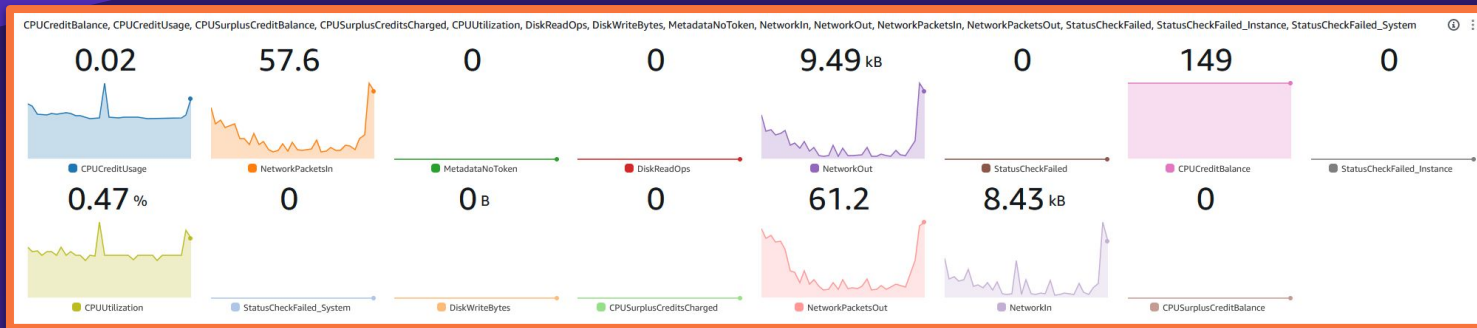 CPUCreditBalance, CPUCreditUsage, CPUSurplusCreditBalance, CPUSurplusCreditsCharged, CPUUtilization, DiskReadOps, DiskWriteBytes, MetadataNoToken, NetworkIn, NetworkOut, NetworkPacketsIn, NetworkPacketsOut, StatusCheckFailed, StatusCheckFailed_Instance, StatusCheckFailed_System
0.02 57.6 0 0 9.49 kB 0 149 0
CPUCreditUsage NetworkPacketsIn MetadataNoToken DiskReadOps NetworkOut StatusCheckFailed CPUCreditBalance StatusCheckFailed_Instance
0.47 % 0 0 B 0 61.2 8.43 kB 0
CPUUtilization StatusCheckFailed_System DiskWriteBytes CPUSurplusCreditsCharged NetworkPacketsOut NetworkIn CPUSurplusCreditBalance